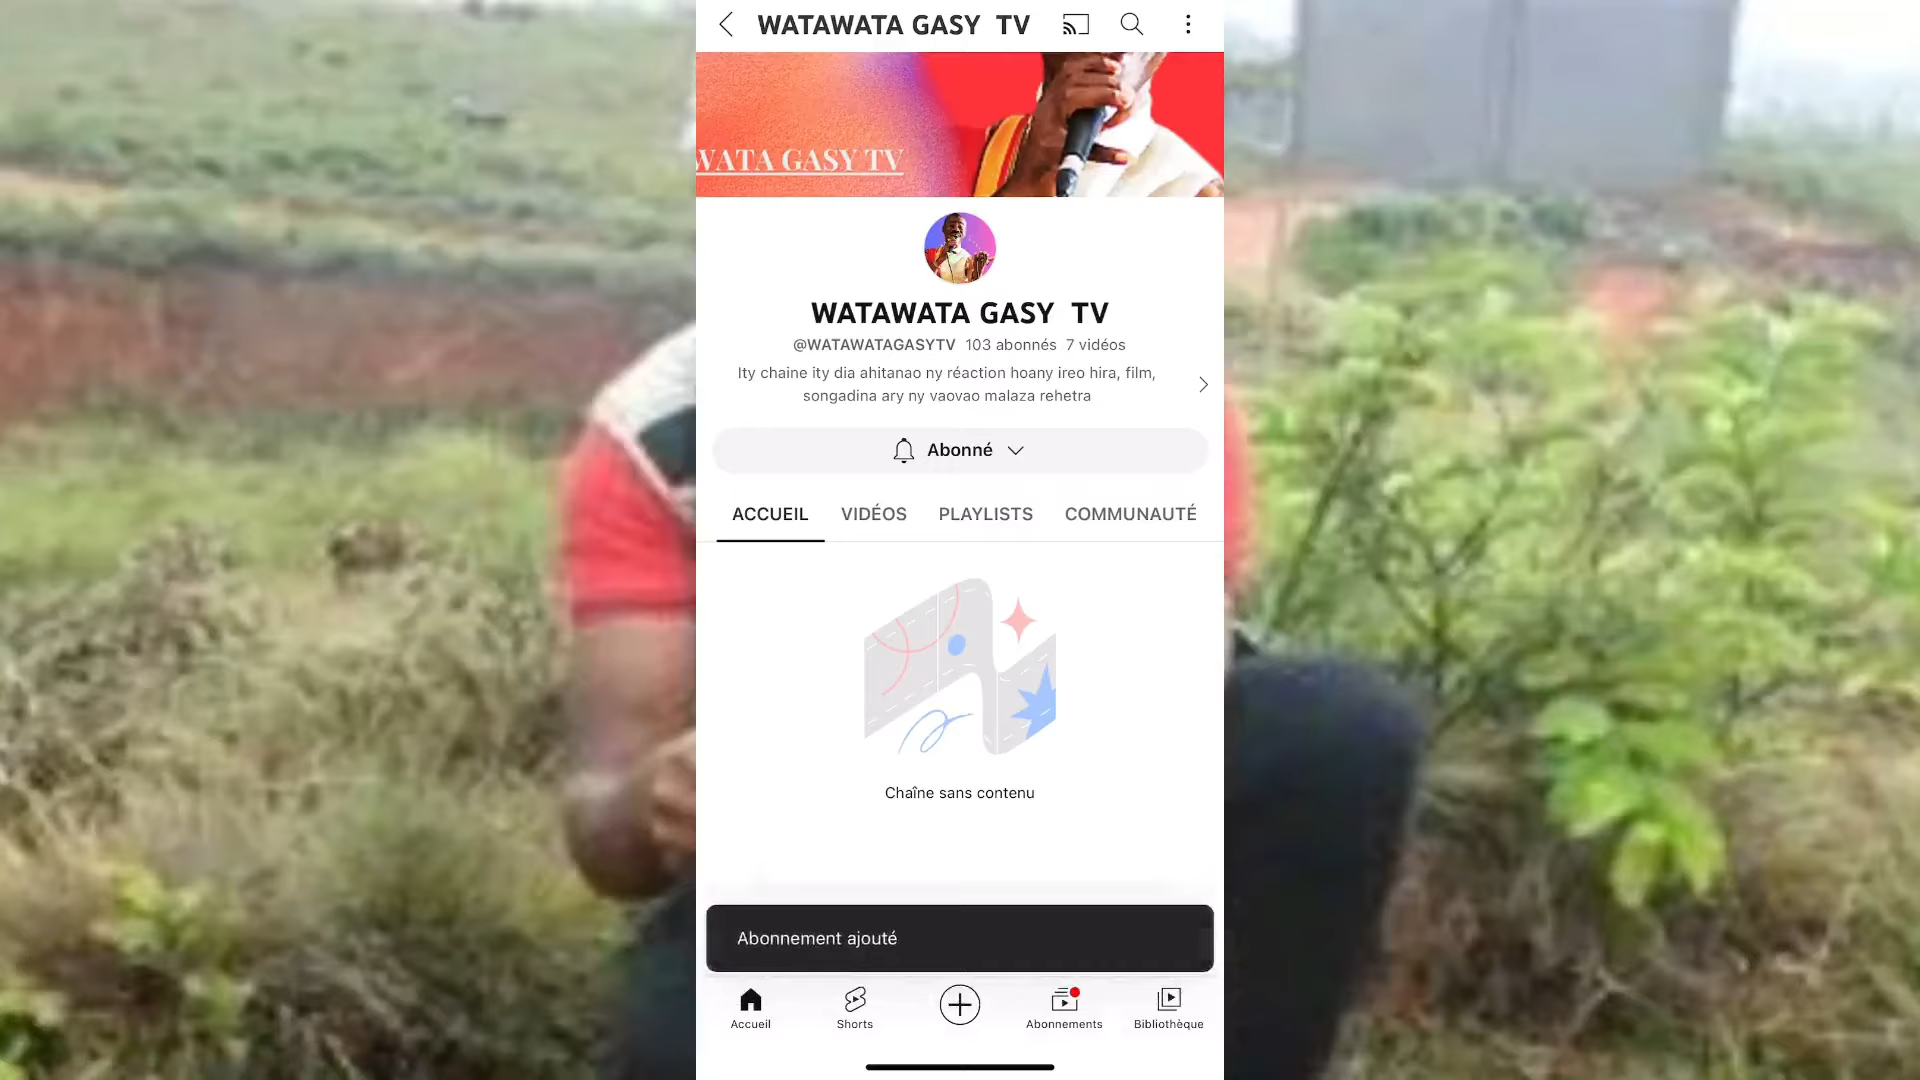 WATAWATA GASY TV
WATA GASY TV
WATAWATA GASY TV
@WATAWATAGASYTV 103 abonnés 7 vidéos
Ity chaine ity dia ahitanao ny réaction hoany ireo hira, film,
songadina ary ny vaovao malaza rehetra
Abonné
ACCUEIL VIDÉOS PLAYLISTS COMMUNAUTÉ
Chaîne sans contenu
Abonnement ajouté
Accueil Shorts Abonnements Bibliothèque